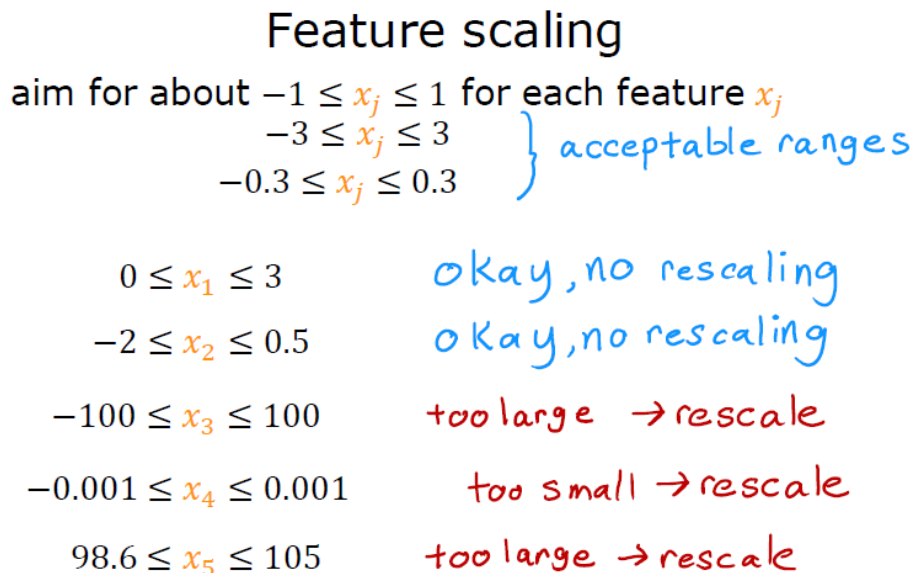 Feature scaling
aim for about −1 ≤ xⱼ ≤ 1 for each feature xⱼ
−3 ≤ xⱼ ≤ 3 } acceptable ranges
−0.3 ≤ xⱼ ≤ 0.3
0 ≤ x₁ ≤ 3 okay, no rescaling
−2 ≤ x₂ ≤ 0.5 okay, no rescaling
−100 ≤ x₃ ≤ 100 too large → rescale
−0.001 ≤ x₄ ≤ 0.001 too small → rescale
98.6 ≤ x₅ ≤ 105 too large → rescale